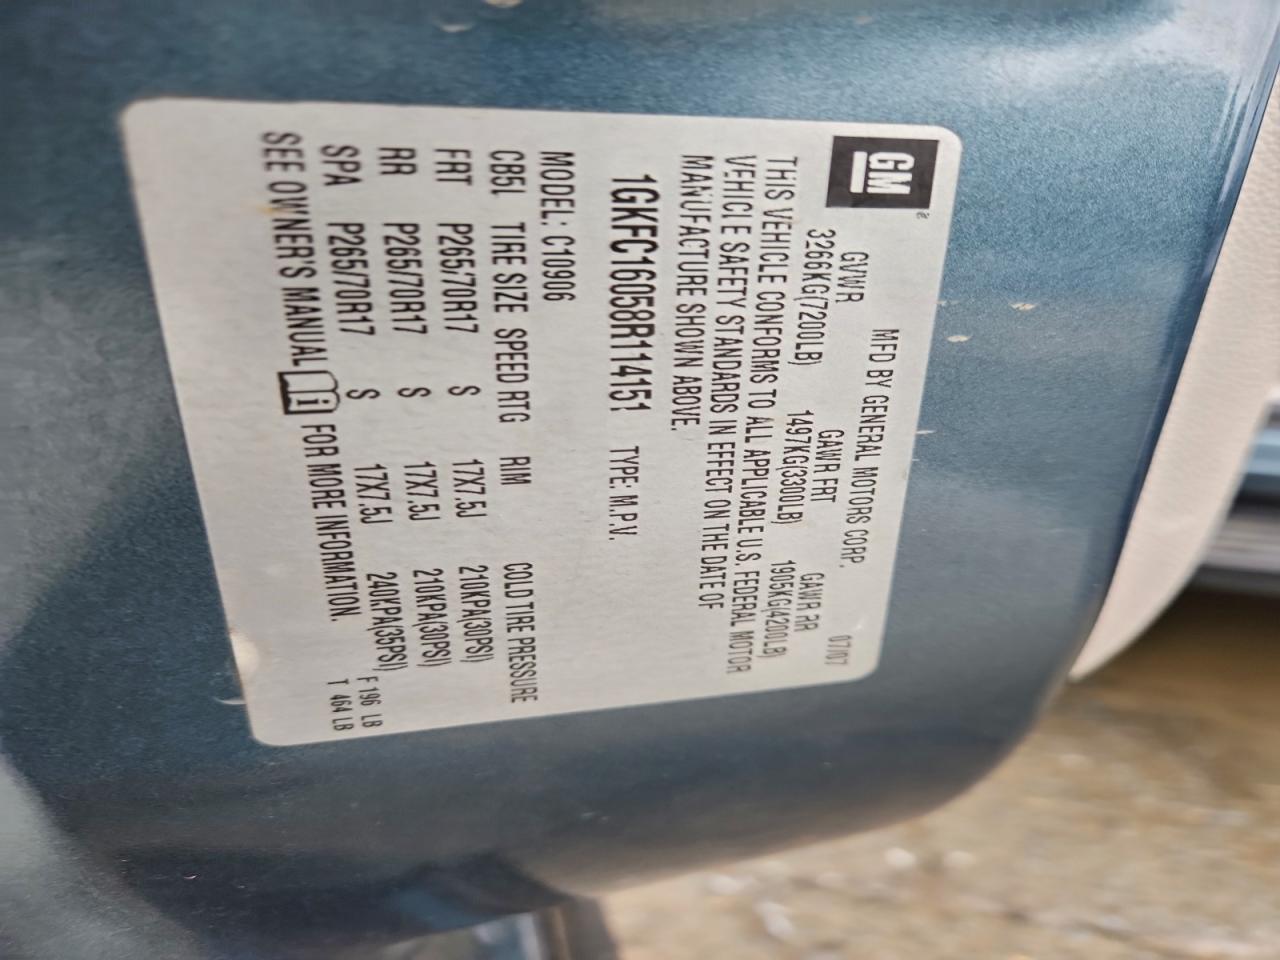 GM
®
MFD BY GENERAL MOTORS CORP. 07/07
GVWR GAWR FRT GAWR RR
3266KG(7200LB) 1497KG(3300LB) 1905KG(4200LB)
THIS VEHICLE CONFORMS TO ALL APPLICABLE U.S. FEDERAL MOTOR
VEHICLE SAFETY STANDARDS IN EFFECT ON THE DATE OF
MANUFACTURE SHOWN ABOVE.
1GKFC16058R114151 TYPE: M.P.V.
MODEL: C10906
CB5L TIRE SIZE SPEED RTG RIM COLD TIRE PRESSURE
FRT P265/70R17 S 17X7.5J 210KPA(30PSI)
RR P265/70R17 S 17X7.5J 210KPA(30PSI)
SPA P265/70R17 S 17X7.5J 240KPA(35PSI) F 196 LB
SEE OWNER'S MANUAL i FOR MORE INFORMATION. T 464 LB